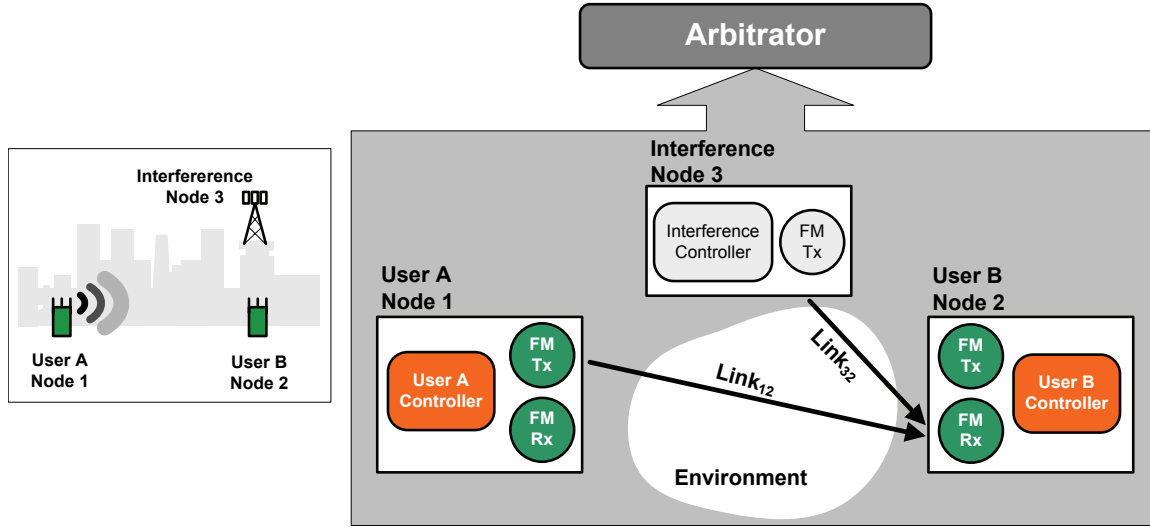 Arbitrator
Interfererence
Node 3
User A
Node 1
User B
Node 2
Interference
Node 3
Interference
Controller
FM
Tx
User A
Node 1
User A
Controller
FM
Tx
FM
Rx
Link12
Link32
Environment
User B
Node 2
FM
Tx
FM
Rx
User B
Controller